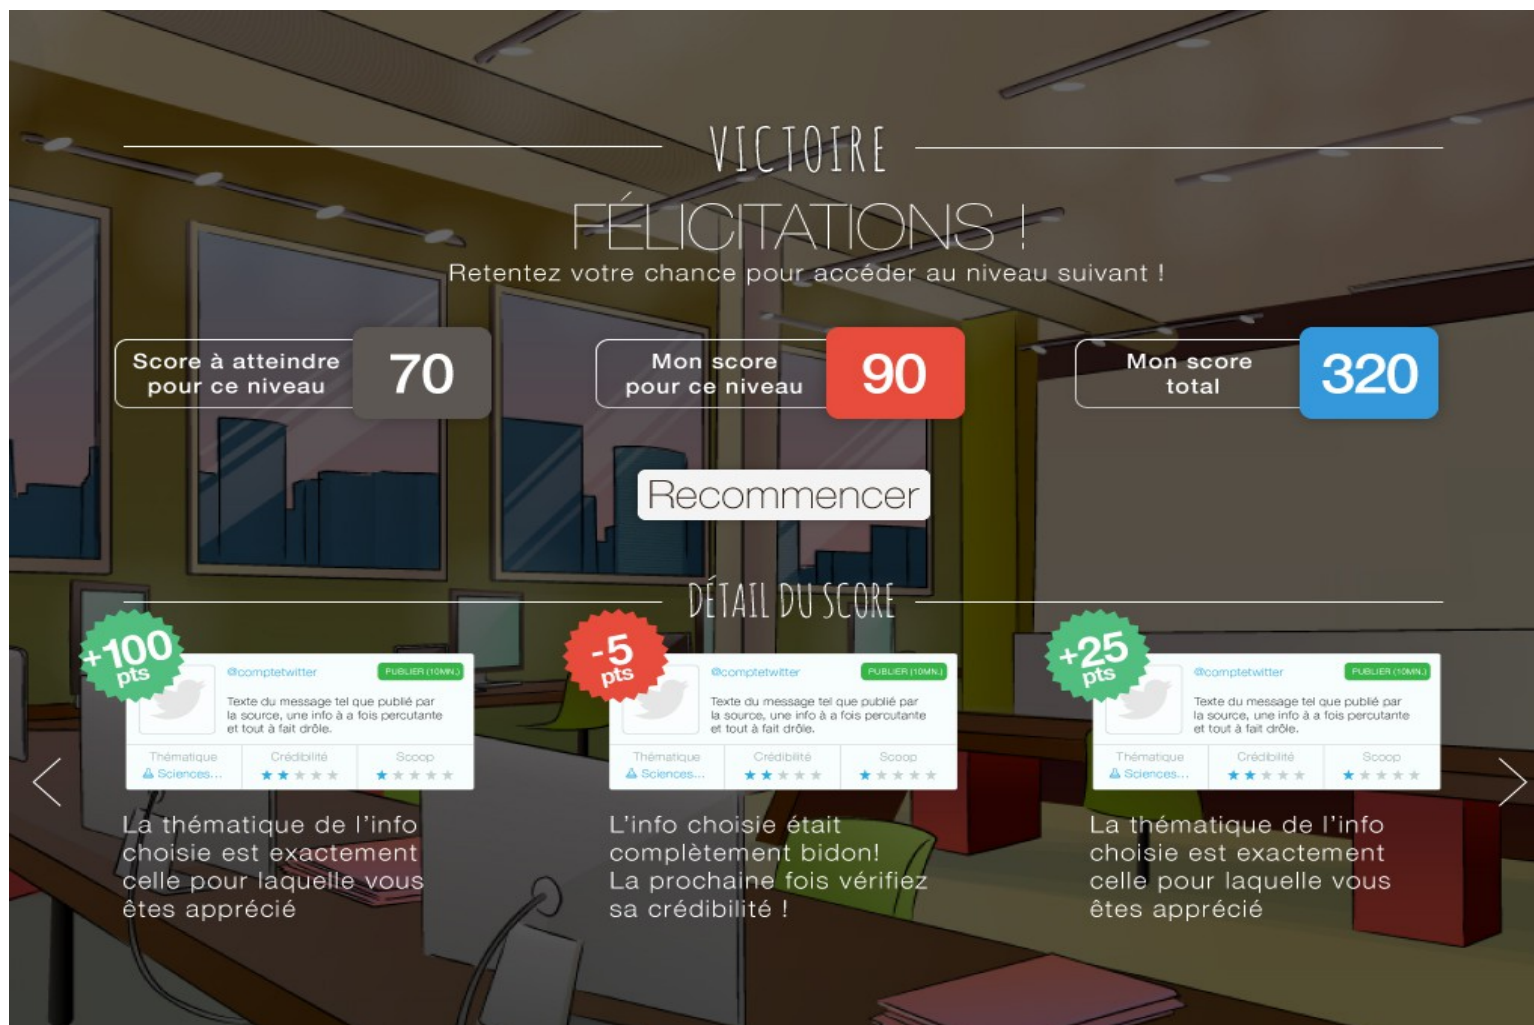 VICTOIRE
FÉLICITATIONS !
Retentez votre chance pour accéder au niveau suivant !
Score à atteindre
pour ce niveau
70
Mon score
pour ce niveau
90
Mon score
total
320
Recommencer
DÉTAIL DU SCORE
+100
pts
@comptetwitter
PUBLIER (10MN.)
Texte du message tel que publié par
la source, une info à a fois percutante
et tout à fait drôle.
Thématique
Crédibilité
Scoop
Sciences...
La thématique de l'info
choisie est exactement
celle pour laquelle vous
êtes apprécié
-5
pts
@comptetwitter
PUBLIER (10MN.)
Texte du message tel que publié par
la source, une info à a fois percutante
et tout à fait drôle.
Thématique
Crédibilité
Scoop
Sciences...
L'info choisie était
complètement bidon!
La prochaine fois vérifiez
sa crédibilité !
+25
pts
@comptetwitter
PUBLIER (10MN.)
Texte du message tel que publié par
la source, une info à a fois percutante
et tout à fait drôle.
Thématique
Crédibilité
Scoop
Sciences...
La thématique de l'info
choisie est exactement
celle pour laquelle vous
êtes apprécié